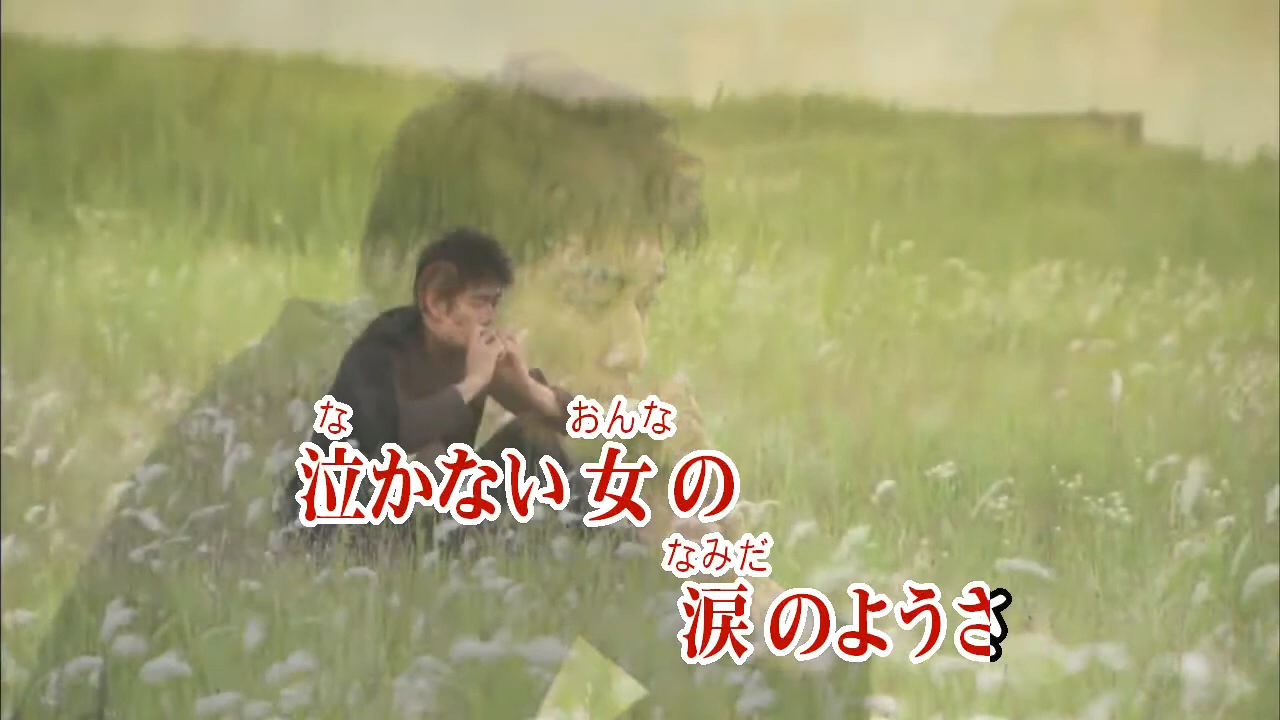 な おんな
泣かない女の
なみだ
涙のようさ